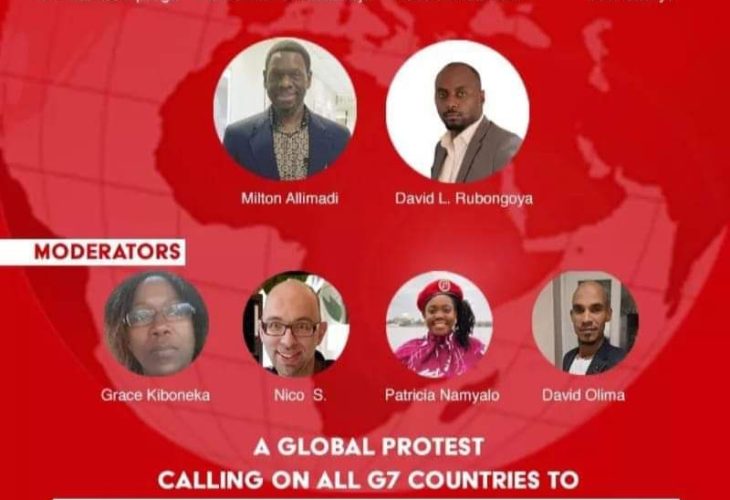 Milton Allimadi
David L. Rubongoya
MODERATORS
Grace Kiboneka
Nico S.
Patricia Namyalo
David Olima
A GLOBAL PROTEST
CALLING ON ALL G7 COUNTRIES TO